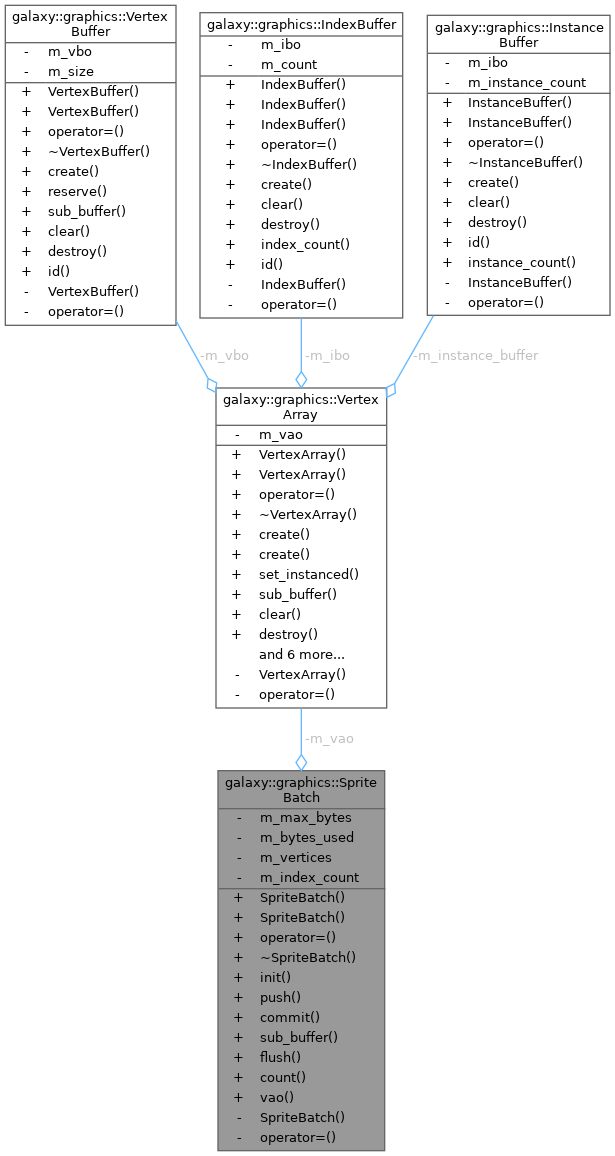 galaxy::graphics::Vertex
Buffer
- m_vbo
- m_size
+ VertexBuffer()
+ VertexBuffer()
+ operator=()
+ ~VertexBuffer()
+ create()
+ reserve()
+ sub_buffer()
+ clear()
+ destroy()
+ id()
- VertexBuffer()
- operator=()
galaxy::graphics::IndexBuffer
- m_ibo
- m_count
+ IndexBuffer()
+ IndexBuffer()
+ IndexBuffer()
+ operator=()
+ ~IndexBuffer()
+ create()
+ clear()
+ destroy()
+ index_count()
+ id()
- IndexBuffer()
- operator=()
galaxy::graphics::Instance
Buffer
- m_ibo
- m_instance_count
+ InstanceBuffer()
+ InstanceBuffer()
+ operator=()
+ ~InstanceBuffer()
+ create()
+ clear()
+ destroy()
+ id()
+ instance_count()
- InstanceBuffer()
- operator=()
-m_vbo
-m_ibo
-m_instance_buffer
galaxy::graphics::Vertex
Array
- m_vao
+ VertexArray()
+ VertexArray()
+ operator=()
+ ~VertexArray()
+ create()
+ create()
+ set_instanced()
+ sub_buffer()
+ clear()
+ destroy()
and 6 more...
- VertexArray()
- operator=()
-m_vao
galaxy::graphics::Sprite
Batch
- m_max_bytes
- m_bytes_used
- m_vertices
- m_index_count
+ SpriteBatch()
+ SpriteBatch()
+ operator=()
+ ~SpriteBatch()
+ init()
+ push()
+ commit()
+ sub_buffer()
+ flush()
+ count()
+ vao()
- SpriteBatch()
- operator=()